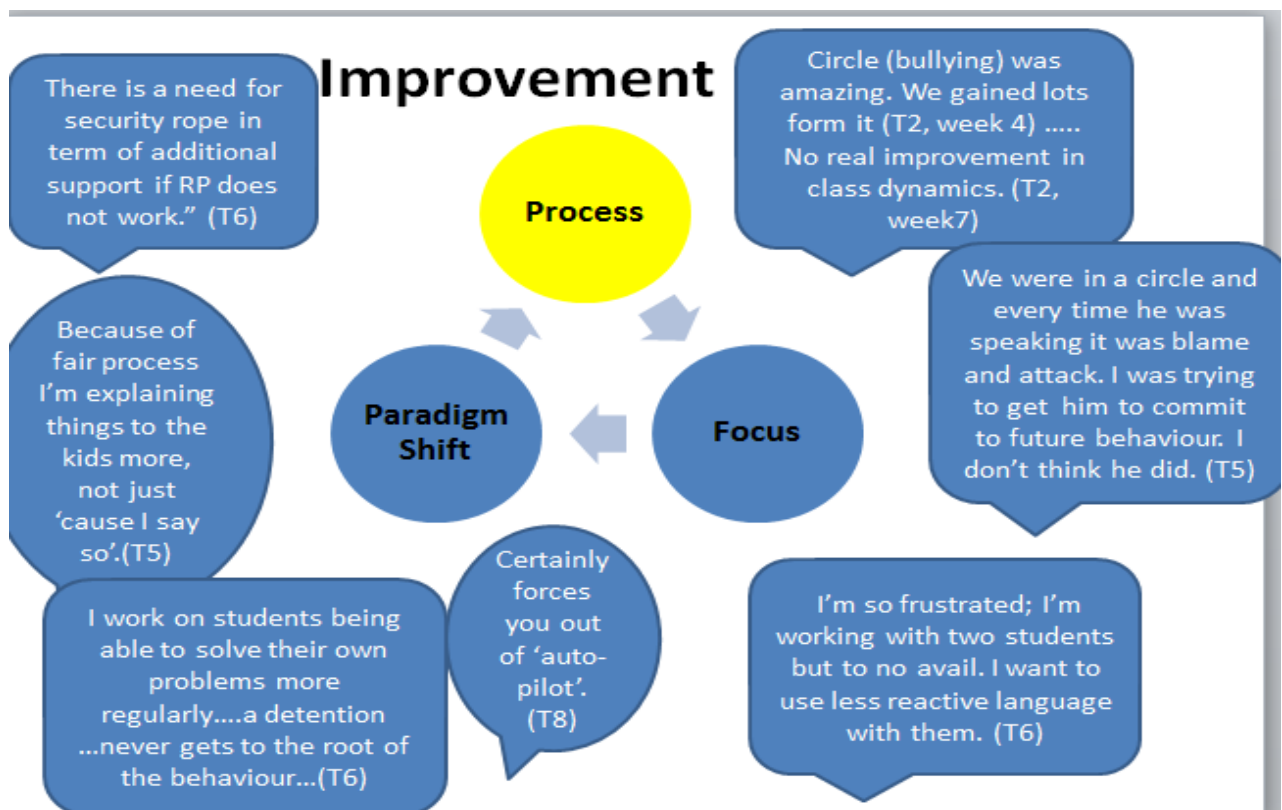 Improvement
There is a need for
security rope in
term of additional
support if RP does
not work.” (T6)
Circle (bullying) was
amazing. We gained lots
form it (T2, week 4) .....
No real improvement in
class dynamics. (T2,
week7)
Process
We were in a circle and
every time he was
speaking it was blame
and attack. I was trying
to get him to commit
to future behaviour. I
don’t think he did. (T5)
Because of
fair process
I’m explaining
things to the
kids more,
not just
‘cause I say
so’.(T5)
Paradigm
Shift
Focus
Certainly
forces
you out
of ‘auto-
pilot’.
(T8)
I work on students being
able to solve their own
problems more
regularly....a detention
...never gets to the root of
the behaviour...(T6)
I’m so frustrated; I’m
working with two students
but to no avail. I want to
use less reactive language
with them. (T6)